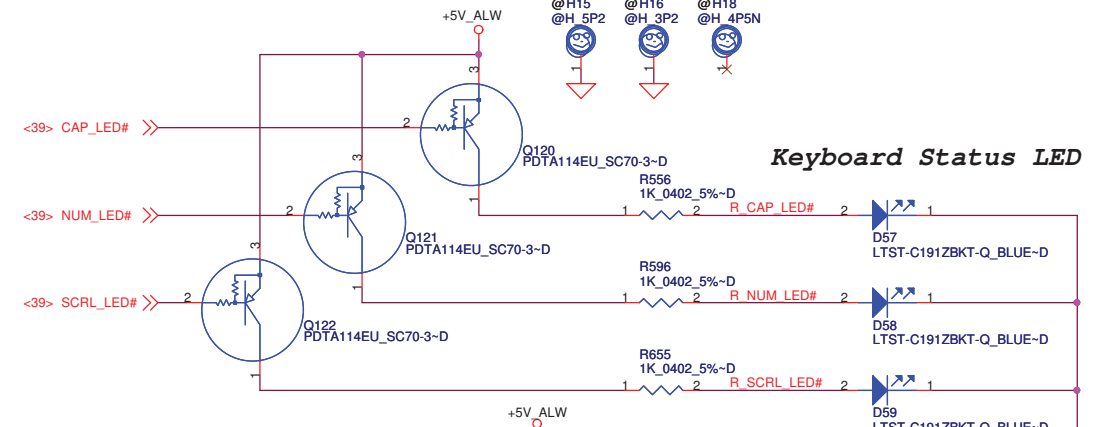 @H15
@H_5P2
@H16
@H_3P2
@H18
@H_4P5N
1
1
1
+5V_ALW
3
<39> CAP_LED#
2
Q120
PDTA114EU_SC70-3~D
1
Keyboard Status LED
3
<39> NUM_LED#
2
Q121
PDTA114EU_SC70-3~D
1
R556
1K_0402_5%~D
1
2
R_CAP_LED#
2
1
D57
LTST-C191ZBKT-Q_BLUE~D
3
<39> SCRL_LED#
2
Q122
PDTA114EU_SC70-3~D
1
R596
1K_0402_5%~D
1
2
R_NUM_LED#
2
1
D58
LTST-C191ZBKT-Q_BLUE~D
R655
1K_0402_5%~D
1
2
R_SCRL_LED#
2
1
D59
LTST-C191ZBKT-Q_BLUE~D
+5V_ALW